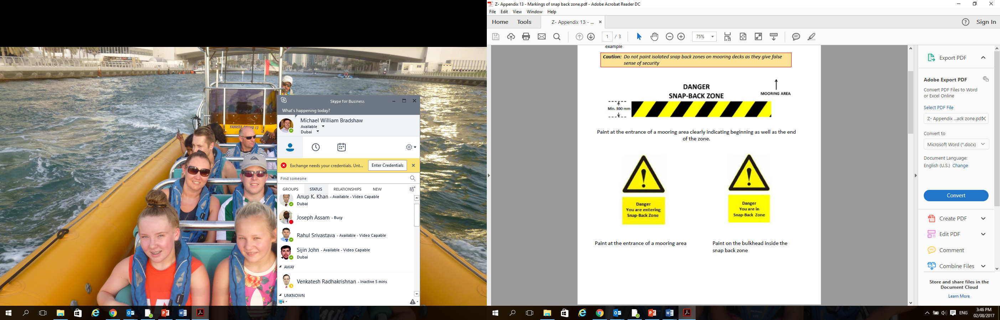 YANKEE BRAVO 13
Skype for Business
What's happening today?
Michael William Bradshaw
Available
Dubai
Exchange needs your credentials. Unt...
Enter Credentials
Find someone
GROUPS
STATUS
RELATIONSHIPS
NEW
Anup K. Khan - Available - Video Capable
Dubai
Joseph Assam - Busy
Rahul Srivastava - Available - Video Capable
Sijin John - Available - Video Capable
Dubai
AWAY
Venkatesh Radhakrishnan - Inactive 5 mins
UNKNOWN
Z- Appendix 13 - Markings of snap back zone.pdf - Adobe Acrobat Reader DC
File Edit View Window Help
Home Tools Z- Appendix 13 - ... Sign In
1 / 3 75%
example
Caution: Do not paint isolated snap back zones on mooring decks as they give false
sense of security
DANGER
SNAP-BACK ZONE
MOORING AREA
Min. 300 mm
Paint at the entrance of a mooring area clearly indicating beginning as well as the end
of the zone.
Danger
You are entering
Snap-Back Zone
Danger
You are in
Snap-Back Zone
Paint at the entrance of a mooring area
Paint on the bulkhead inside the
snap back zone
Export PDF
Adobe Export PDF
Convert PDF Files to Word
or Excel Online
Select PDF File
Z- Appendix ...ack zone.pdf
Convert to
Microsoft Word (*.docx)
Document Language:
English (U.S.) Change
Convert
Create PDF
Edit PDF
Comment
Combine Files
Store and share files in the
Document Cloud
Learn More
ENG
3:46 PM
02/08/2017